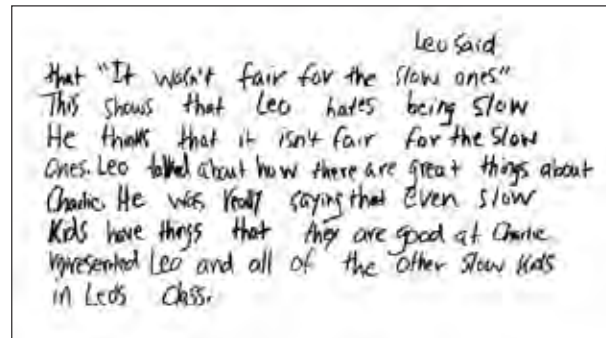 Leo said
that "It wasn't fair for the slow ones"
This shows that Leo hates being slow
He thinks that it isn't fair for the slow
ones. Leo talked about how there are great things about
Charlie. He was really saying that even slow
Kids have things that they are good at Charlie
represented Leo and all of the other slow kids
in Leo's class.